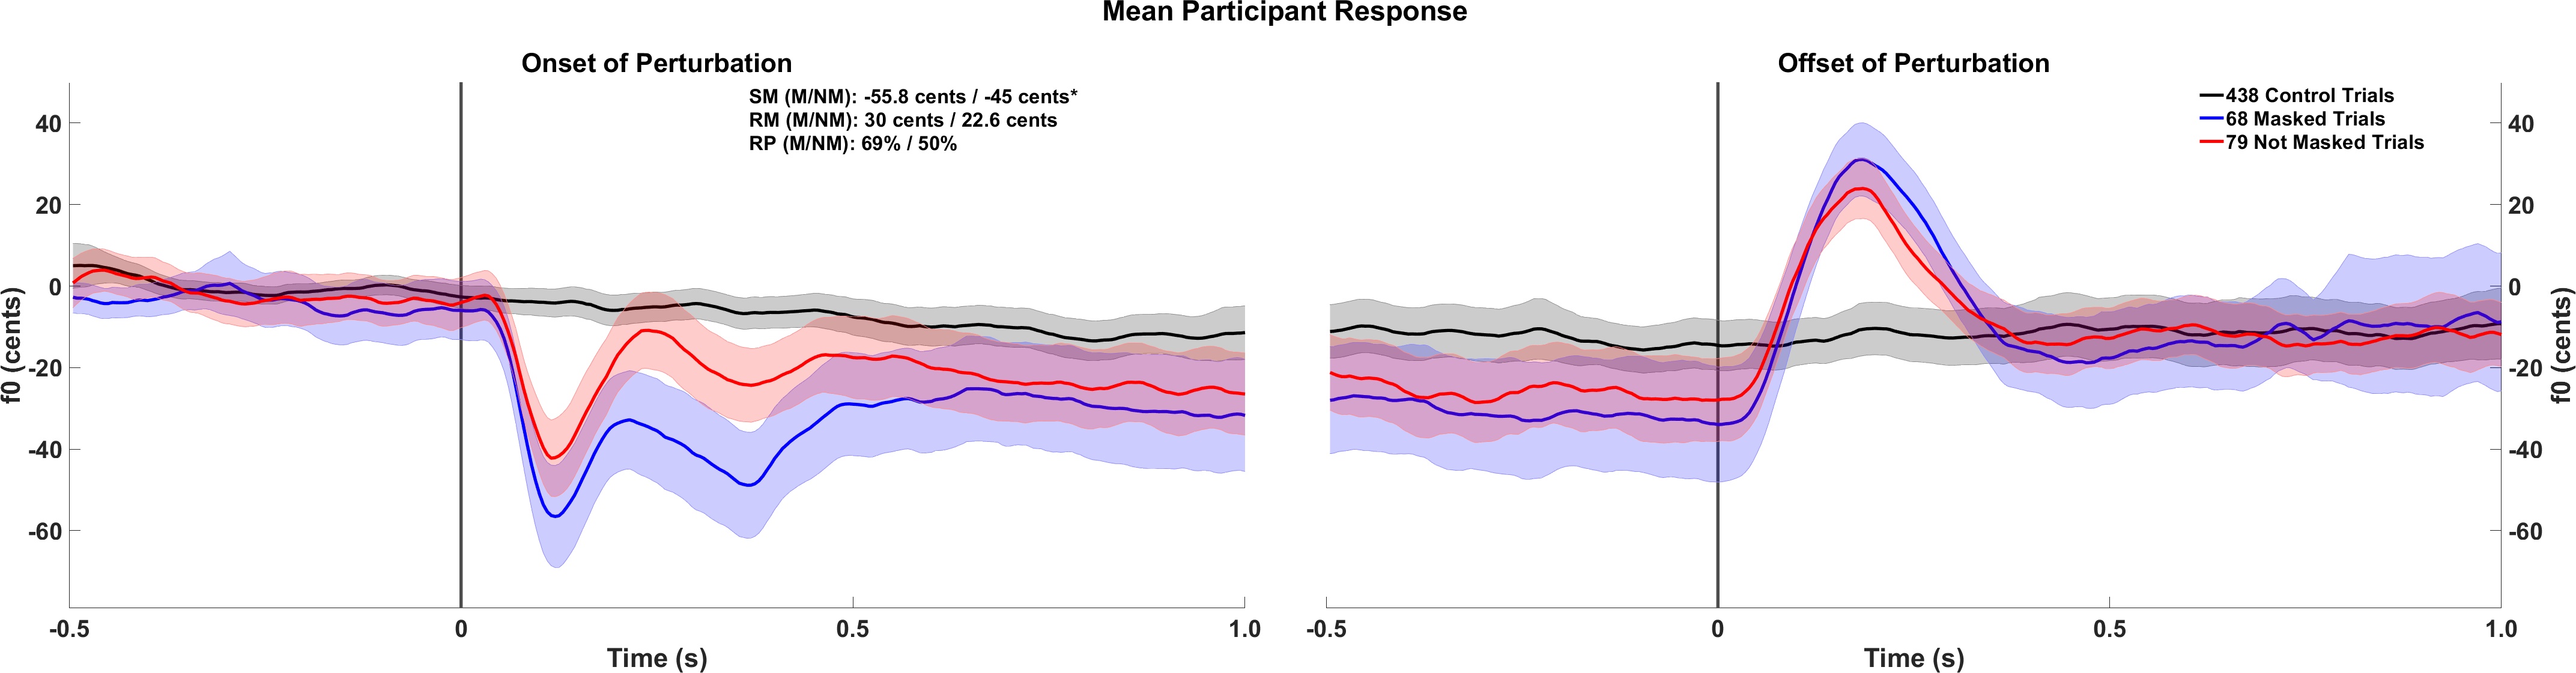 Mean Participant Response
Onset of Perturbation
SM (M/NM): -55.8 cents / -45 cents*
RM (M/NM): 30 cents / 22.6 cents
RP (M/NM): 69% / 50%
f0 (cents)
40
20
0
-20
-40
-60
-0.5
0
0.5
1.0
Time (s)
Offset of Perturbation
438 Control Trials
68 Masked Trials
79 Not Masked Trials
40
20
0
-20
-40
-60
f0 (cents)
-0.5
0
0.5
1.0
Time (s)